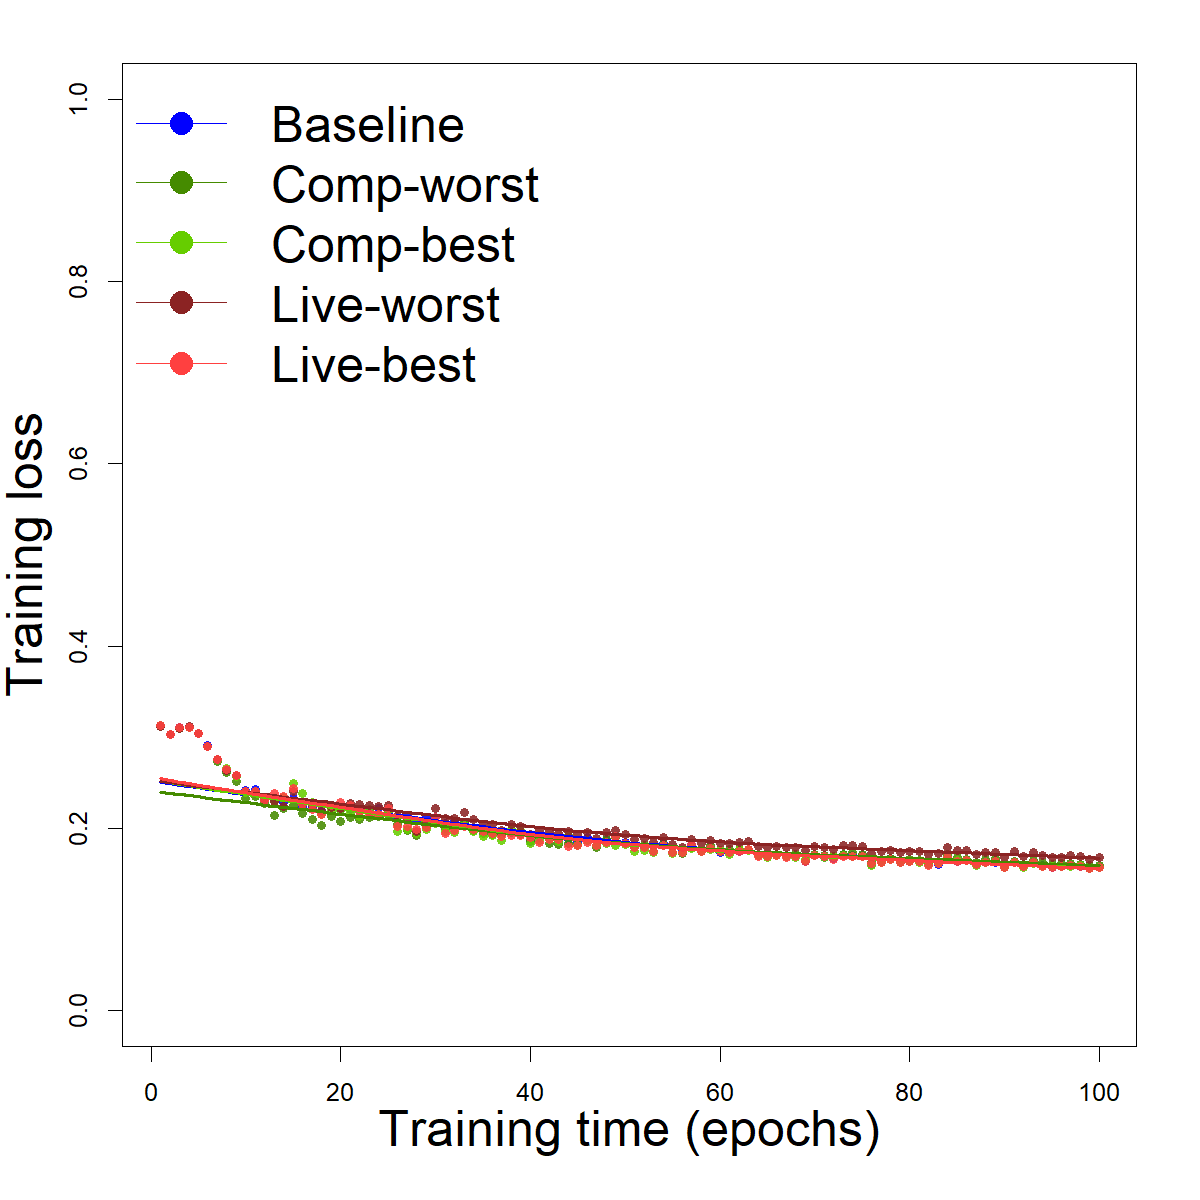 Baseline
Comp-worst
Comp-best
Live-worst
Live-best
Training loss
1.0
0.8
0.6
0.4
0.2
0.0
0 20 40 60 80 100
Training time (epochs)